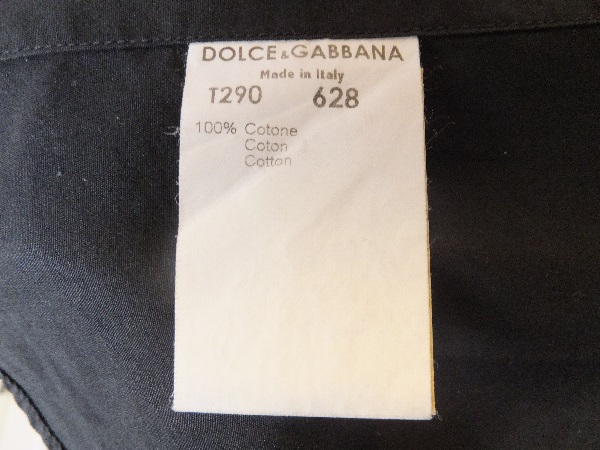 DOLCE&GABBANA
Made in Italy
T290 628
100% Cotone
Coton
Cotton